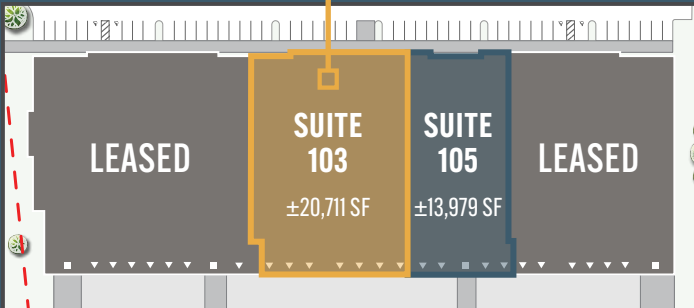 LEASED
SUITE
103
±20,711 SF
SUITE
105
±13,979 SF
LEASED